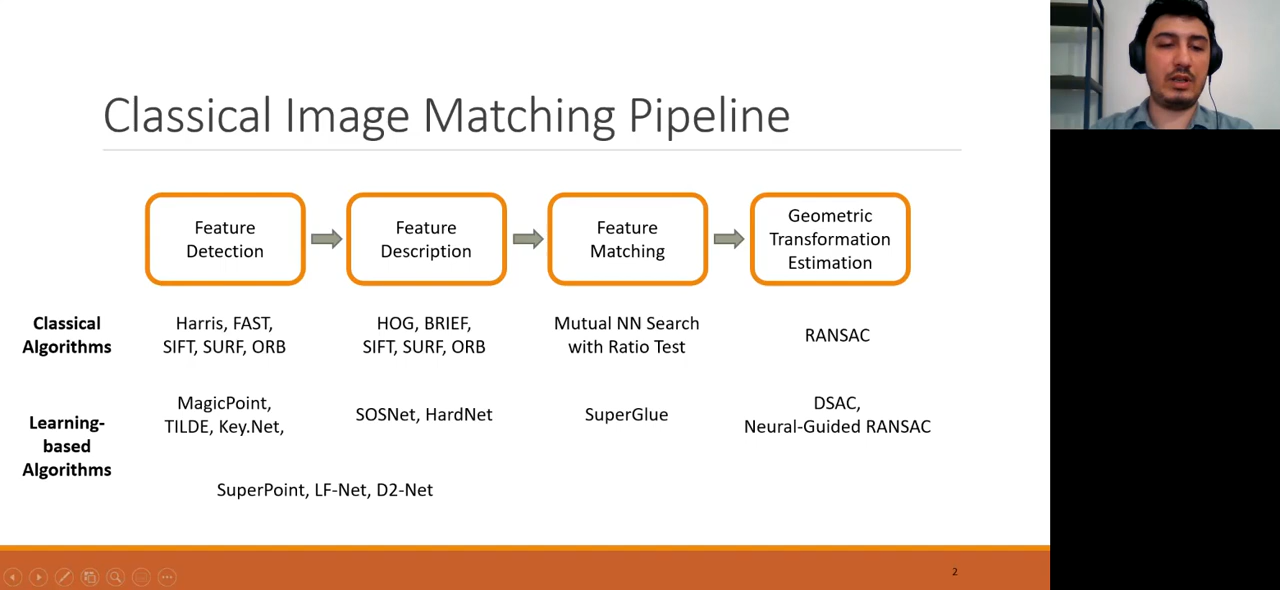 Classical Image Matching Pipeline
Feature
Detection
Feature
Description
Feature
Matching
Geometric
Transformation
Estimation
Classical
Algorithms
Harris, FAST,
SIFT, SURF, ORB
HOG, BRIEF,
SIFT, SURF, ORB
Mutual NN Search
with Ratio Test
RANSAC
Learning-
based
Algorithms
MagicPoint,
TILDE, Key.Net,
SOSNet, HardNet
SuperGlue
DSAC,
Neural-Guided RANSAC
SuperPoint, LF-Net, D2-Net
2